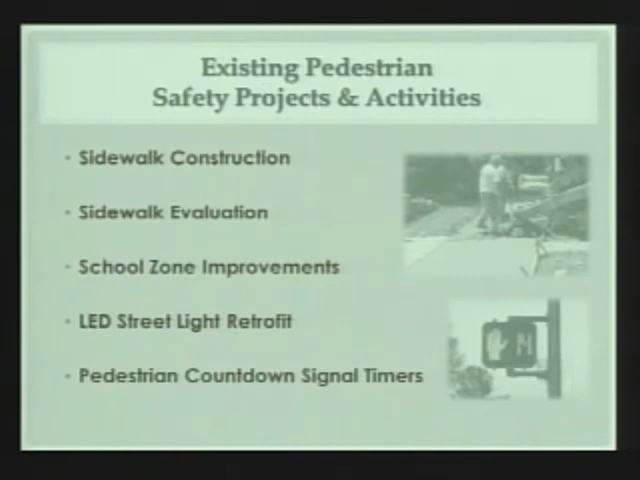 Existing Pedestrian
Safety Projects & Activities
• Sidewalk Construction
• Sidewalk Evaluation
• School Zone Improvements
• LED Street Light Retrofit
• Pedestrian Countdown Signal Timers